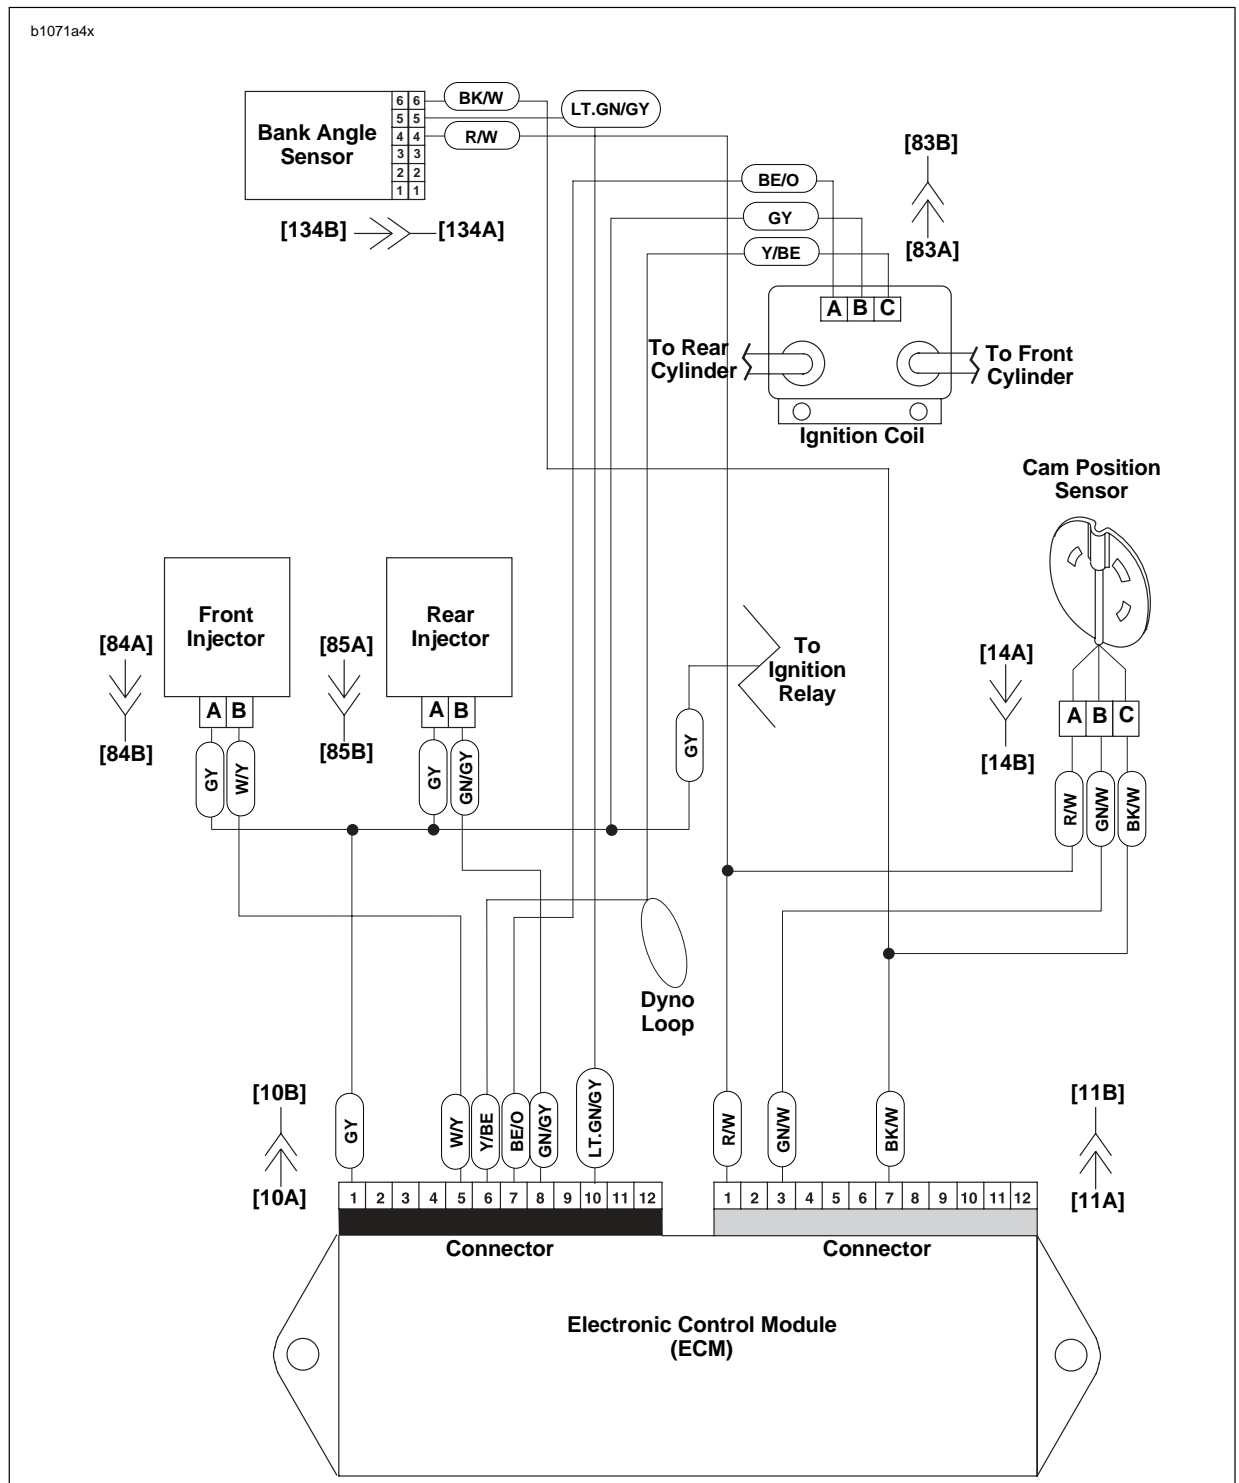 b1071a4x
Bank Angle
Sensor
6 6
5 5
4 4
3 3
2 2
1 1
BK/W
LT.GN/GY
R/W
[134B]
[134A]
BE/O
GY
Y/BE
[83B]
[83A]
A B C
To Rear
Cylinder
To Front
Cylinder
Ignition Coil
Cam Position
Sensor
Front
Injector
Rear
Injector
[84A]
[84B]
[85A]
[85B]
A B
A B
GY
W/Y
GY
GN/GY
To
Ignition
Relay
GY
[14A]
[14B]
A B C
R/W
GN/W
BK/W
Dyno
Loop
[10B]
[10A]
GY
W/Y
Y/BE
BE/O
GN/GY
LT.GN/GY
R/W
GN/W
BK/W
[11B]
[11A]
1 2 3 4 5 6 7 8 9 10 11 12
1 2 3 4 5 6 7 8 9 10 11 12
Connector
Connector
Electronic Control Module
(ECM)